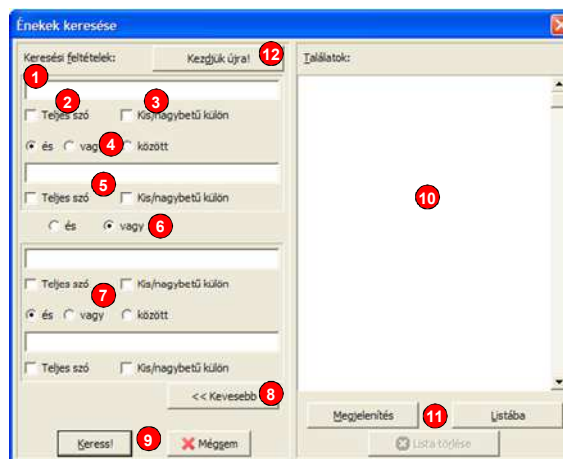 Énekek keresése
Keresési feltételek:
Kezdjük újra!
12
Találatok:
1
2
3
Teljes szó
Kis/nagybetű külön
és
vagy
4
között
5
Teljes szó
Kis/nagybetű külön
10
és
vagy
6
Teljes szó
Kis/nagybetű külön
7
és
vagy
között
Teljes szó
Kis/nagybetű külön
<< Kevesebb
8
Megjelenítés
11
Listába
Keress!
9
Mégsem
Lista törlése